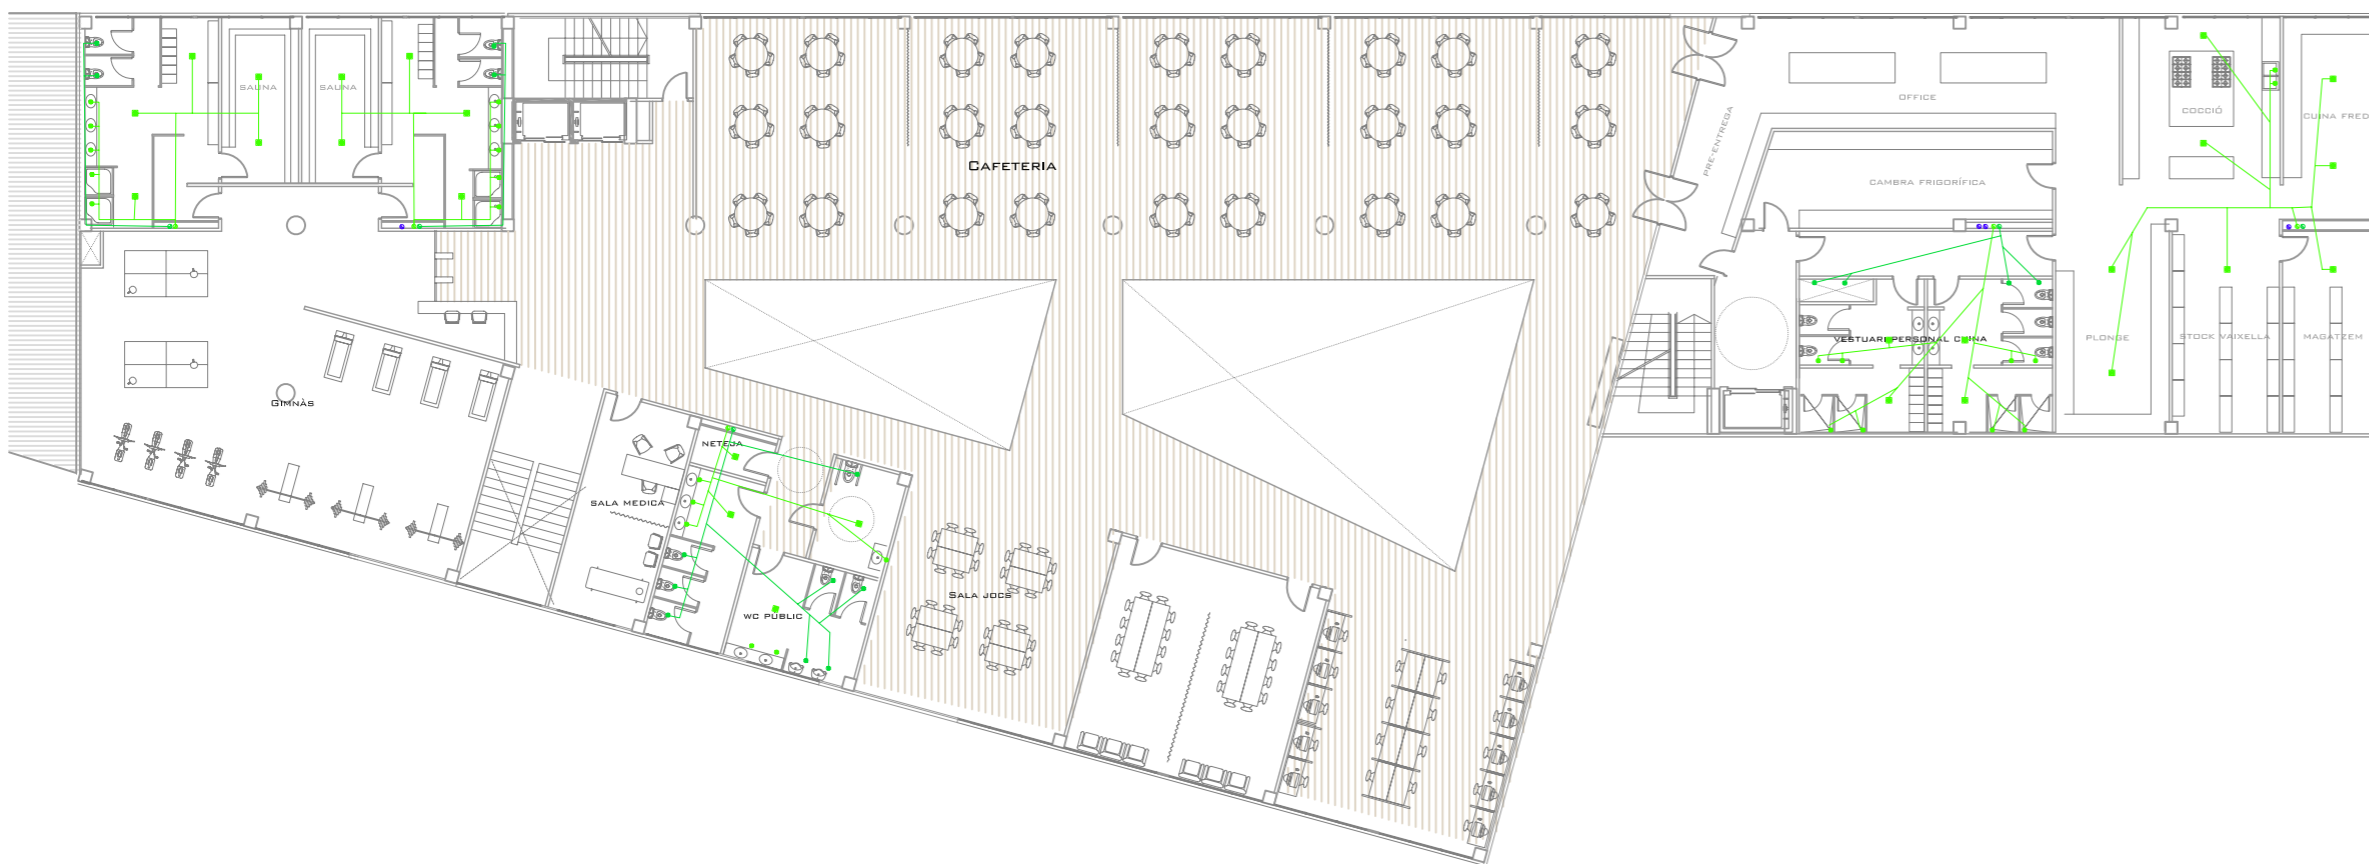 SAUNA
SAUNA
CAFETERIA
PRE-ENTREGA
OFFICE
COCCIÓ
CUINA FRED
CAMBRA FRIGORÍFICA
VESTUARI PERSONAL CUINA
PLONGE
STOCK VAIXELLA
MAGATZEM
GIMNÀS
NETEJA
SALA MEDICA
WC PUBLIC
SALA JOCS